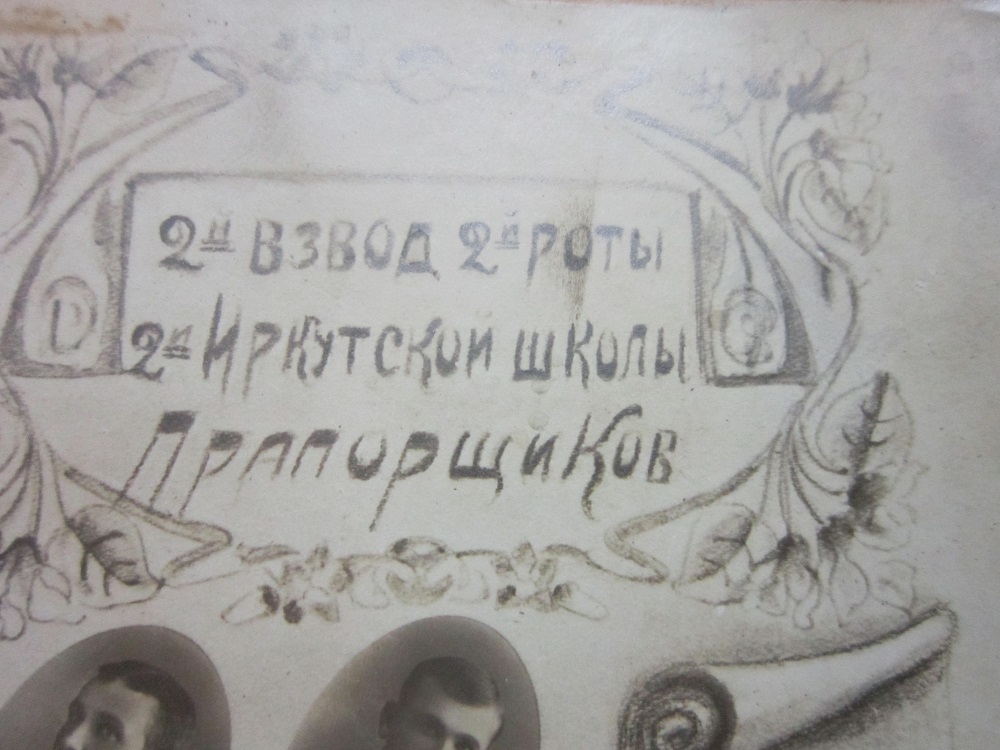 2й взвод 2й роты
2й Иркутской школы
Прапорщиков